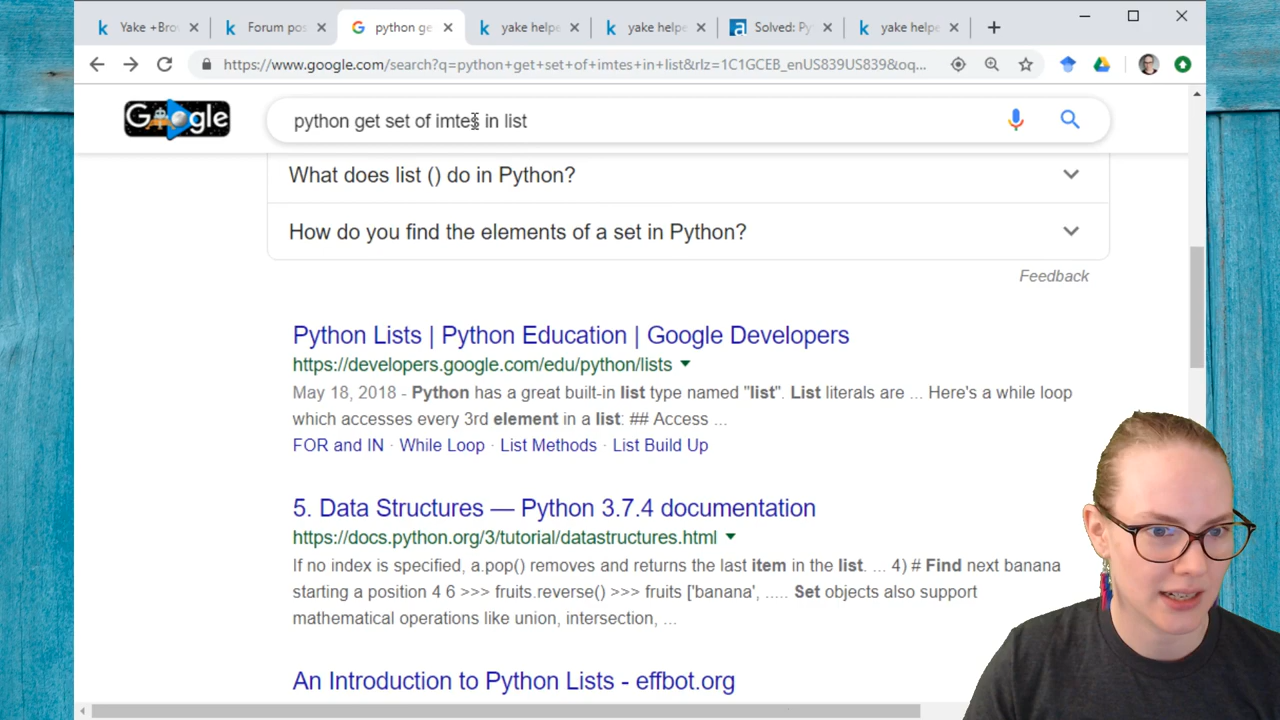 Yake +Bro
Forum pos
python ge
yake helpe
yake helpe
Solved: Py
yake helpe
https://www.google.com/search?q=python+get+set+of+imtes+in+list&rlz=1C1GCEB_enUS839US839&oq...
python get set of imtes in list
What does list () do in Python?
How do you find the elements of a set in Python?
Feedback
Python Lists | Python Education | Google Developers
https://developers.google.com/edu/python/lists
May 18, 2018 - Python has a great built-in list type named "list". List literals are ... Here's a while loop
which accesses every 3rd element in a list: ## Access ...
FOR and IN · While Loop · List Methods · List Build Up
5. Data Structures — Python 3.7.4 documentation
https://docs.python.org/3/tutorial/datastructures.html
If no index is specified, a.pop() removes and returns the last item in the list. ... 4) # Find next banana
starting a position 4 6 >>> fruits.reverse() >>> fruits ['banana', ..... Set objects also support
mathematical operations like union, intersection, ...
An Introduction to Python Lists - effbot.org